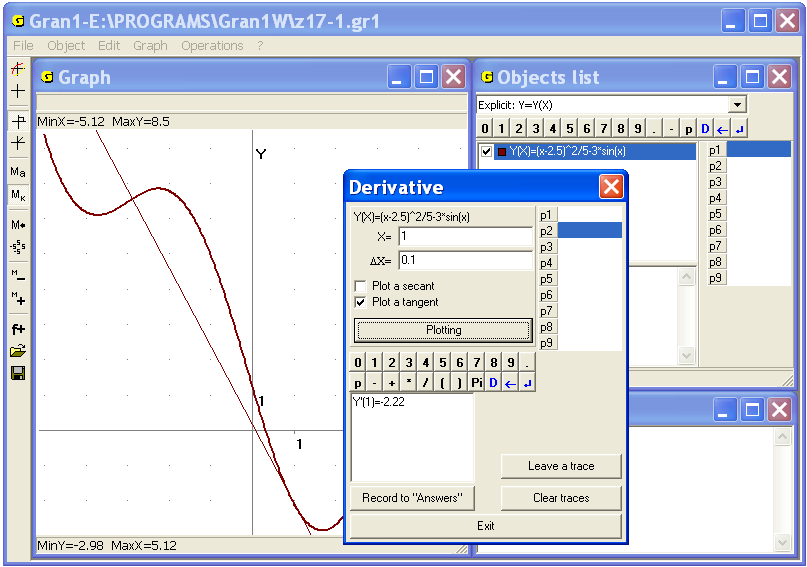 Gran1-E:\PROGRAMS\Gran1W\z17-1.gr1
File Object Edit Graph Operations ?
Graph
MinX=-5.12 MaxY=8.5
Y
1
1
MinY=-2.98 MaxX=5.12
Ma
Mк
M
M
M
f+
Objects list
Explicit: Y=Y(X)
0 1 2 3 4 5 6 7 8 9 . - p D ← ↵
Y(X)=(x-2.5)^2/5-3*sin(x)
p1
p2
p3
p4
p5
p6
p7
p8
p9
Derivative
Y(X)=(x-2.5)^2/5-3*sin(x)
X= 1
ΔX= 0.1
Plot a secant
Plot a tangent
Plotting
p1
p2
p3
p4
p5
p6
p7
p8
p9
0 1 2 3 4 5 6 7 8 9 .
p - + * / ( ) Pi D ← ↵
Y'(1)=-2.22
Leave a trace
Record to "Answers"
Clear traces
Exit